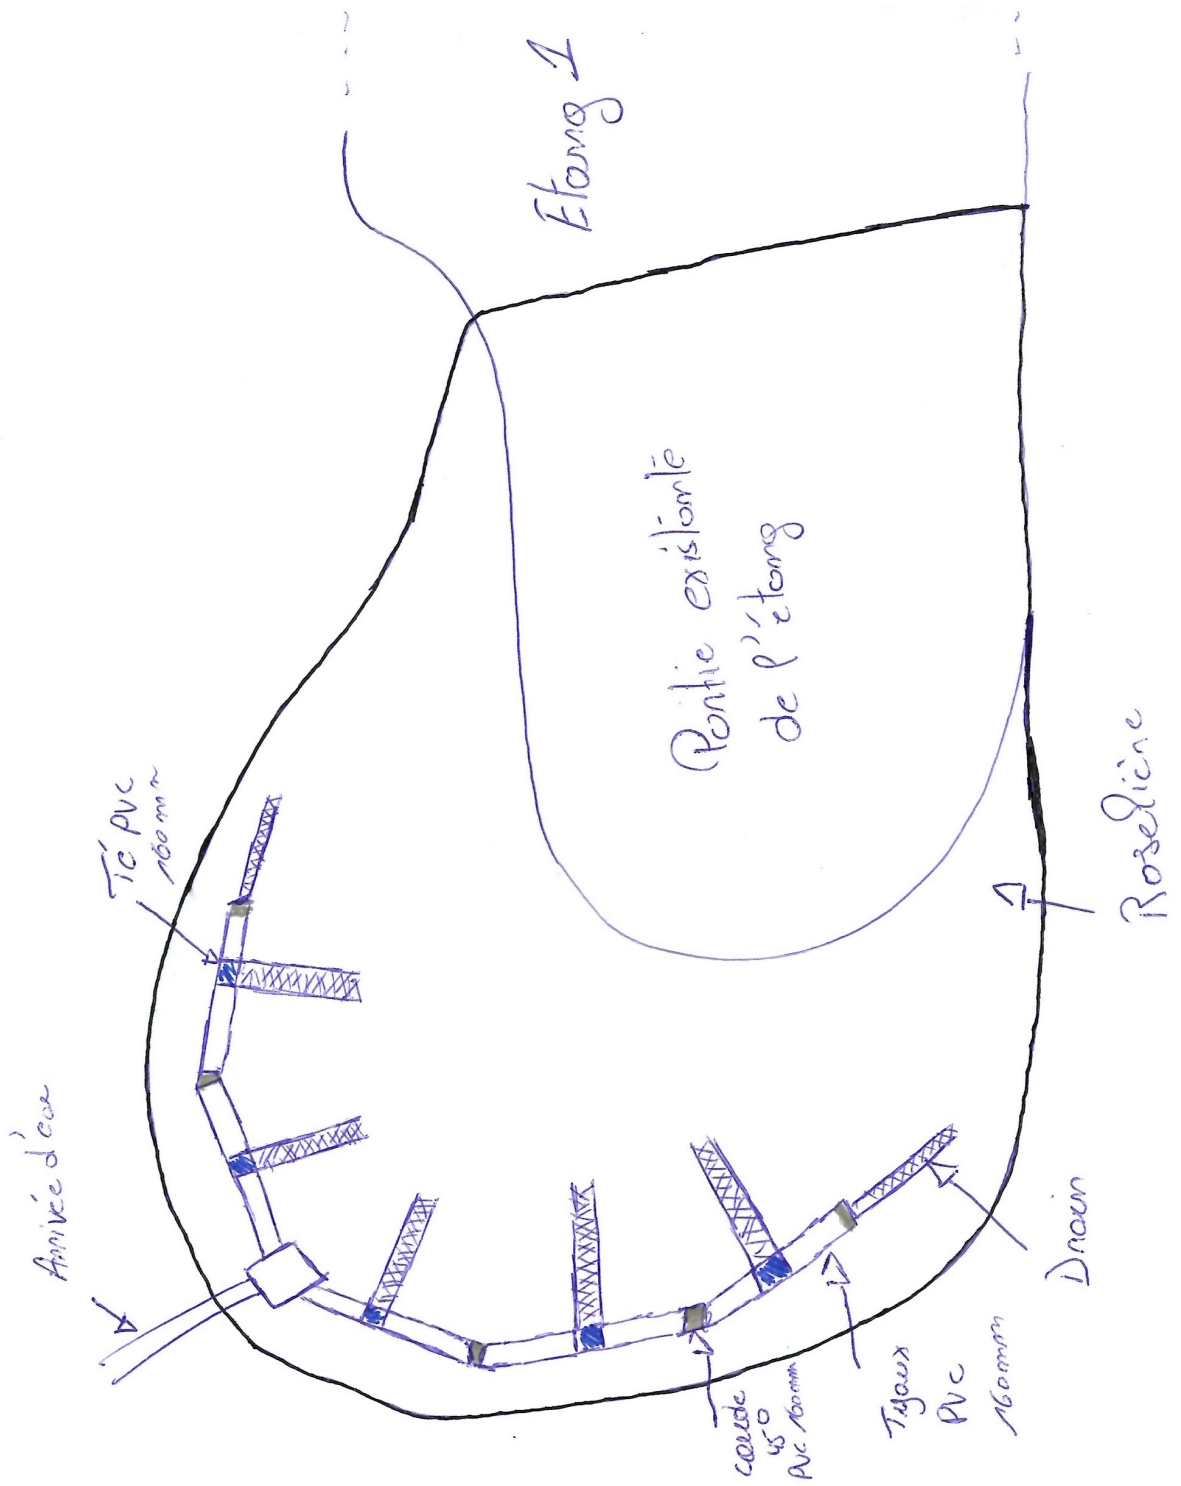 Etang 1
Partie existante
de l'étang
Té PVC
160mm
Arrivée d'eau
Roselière
Drain
Tyaux
PVC
160mm
coude
45°
PVC 160mm